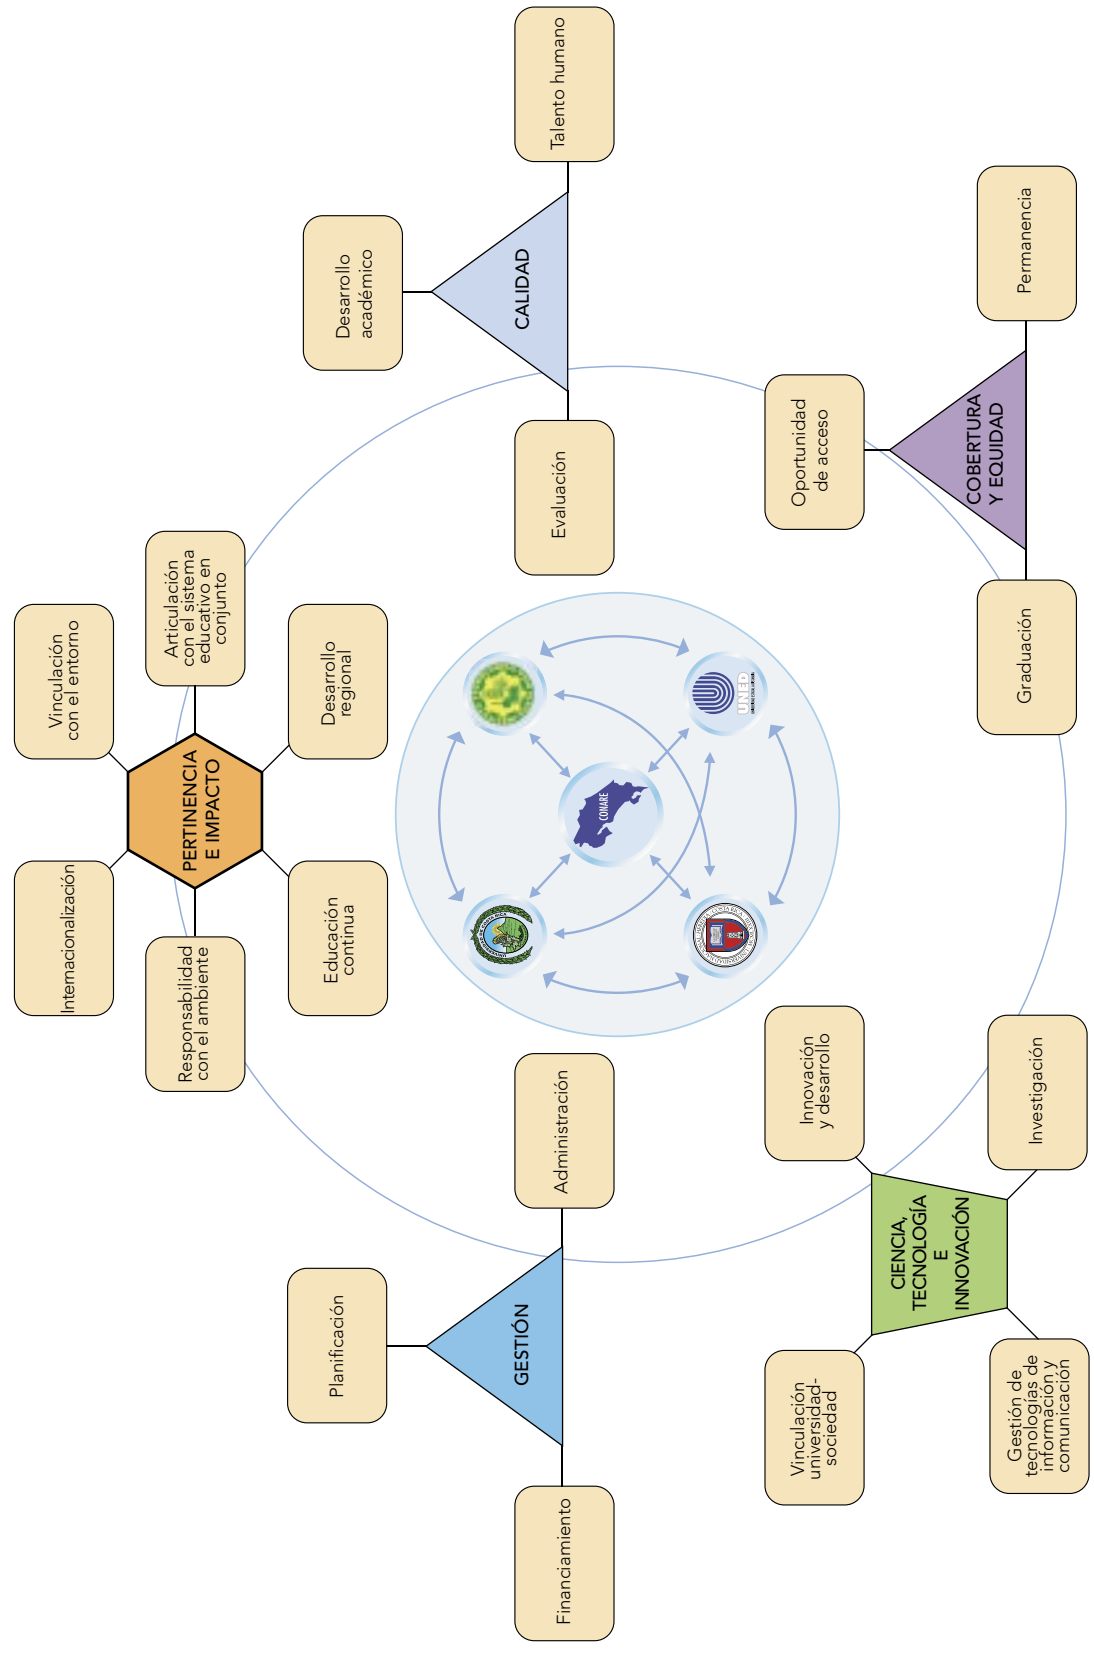 Internacionalización
Vinculación
con el entorno
Responsabilidad
con el ambiente
PERTINENCIA
E IMPACTO
Articulación
con el sistema
educativo en
conjunto
Educación
continua
Desarrollo
regional
Planificación
GESTIÓN
Financiamiento
Administración
Desarrollo
académico
CALIDAD
Evaluación
Talento humano
CONARE
UNED
Vinculación
universidad-
sociedad
Innovación
y desarrollo
CIENCIA,
TECNOLOGÍA
E
INNOVACIÓN
Gestión de
tecnologías de
información y
comunicación
Investigación
Oportunidad
de acceso
COBERTURA
Y EQUIDAD
Graduación
Permanencia